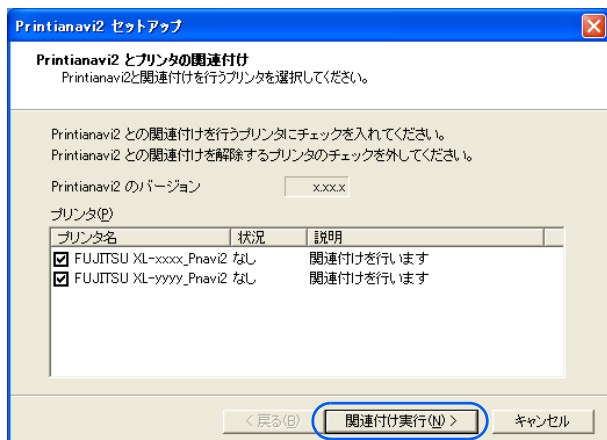 Printianavi2 セットアップ
Printianavi2 とプリンタの関連付け
Printianavi2と関連付けを行うプリンタを選択してください。
Printianavi2 との関連付けを行うプリンタにチェックを入れてください。
Printianavi2 との関連付けを解除するプリンタのチェックを外してください。
Printianavi2 のバージョン x.xx.x
プリンタ(P)
プリンタ名 状況 説明
FUJITSU XL-xxxx_Pnavi2 なし 関連付けを行います
FUJITSU XL-yyyy_Pnavi2 なし 関連付けを行います
< 戻る(B) 関連付け実行(N) > キャンセル